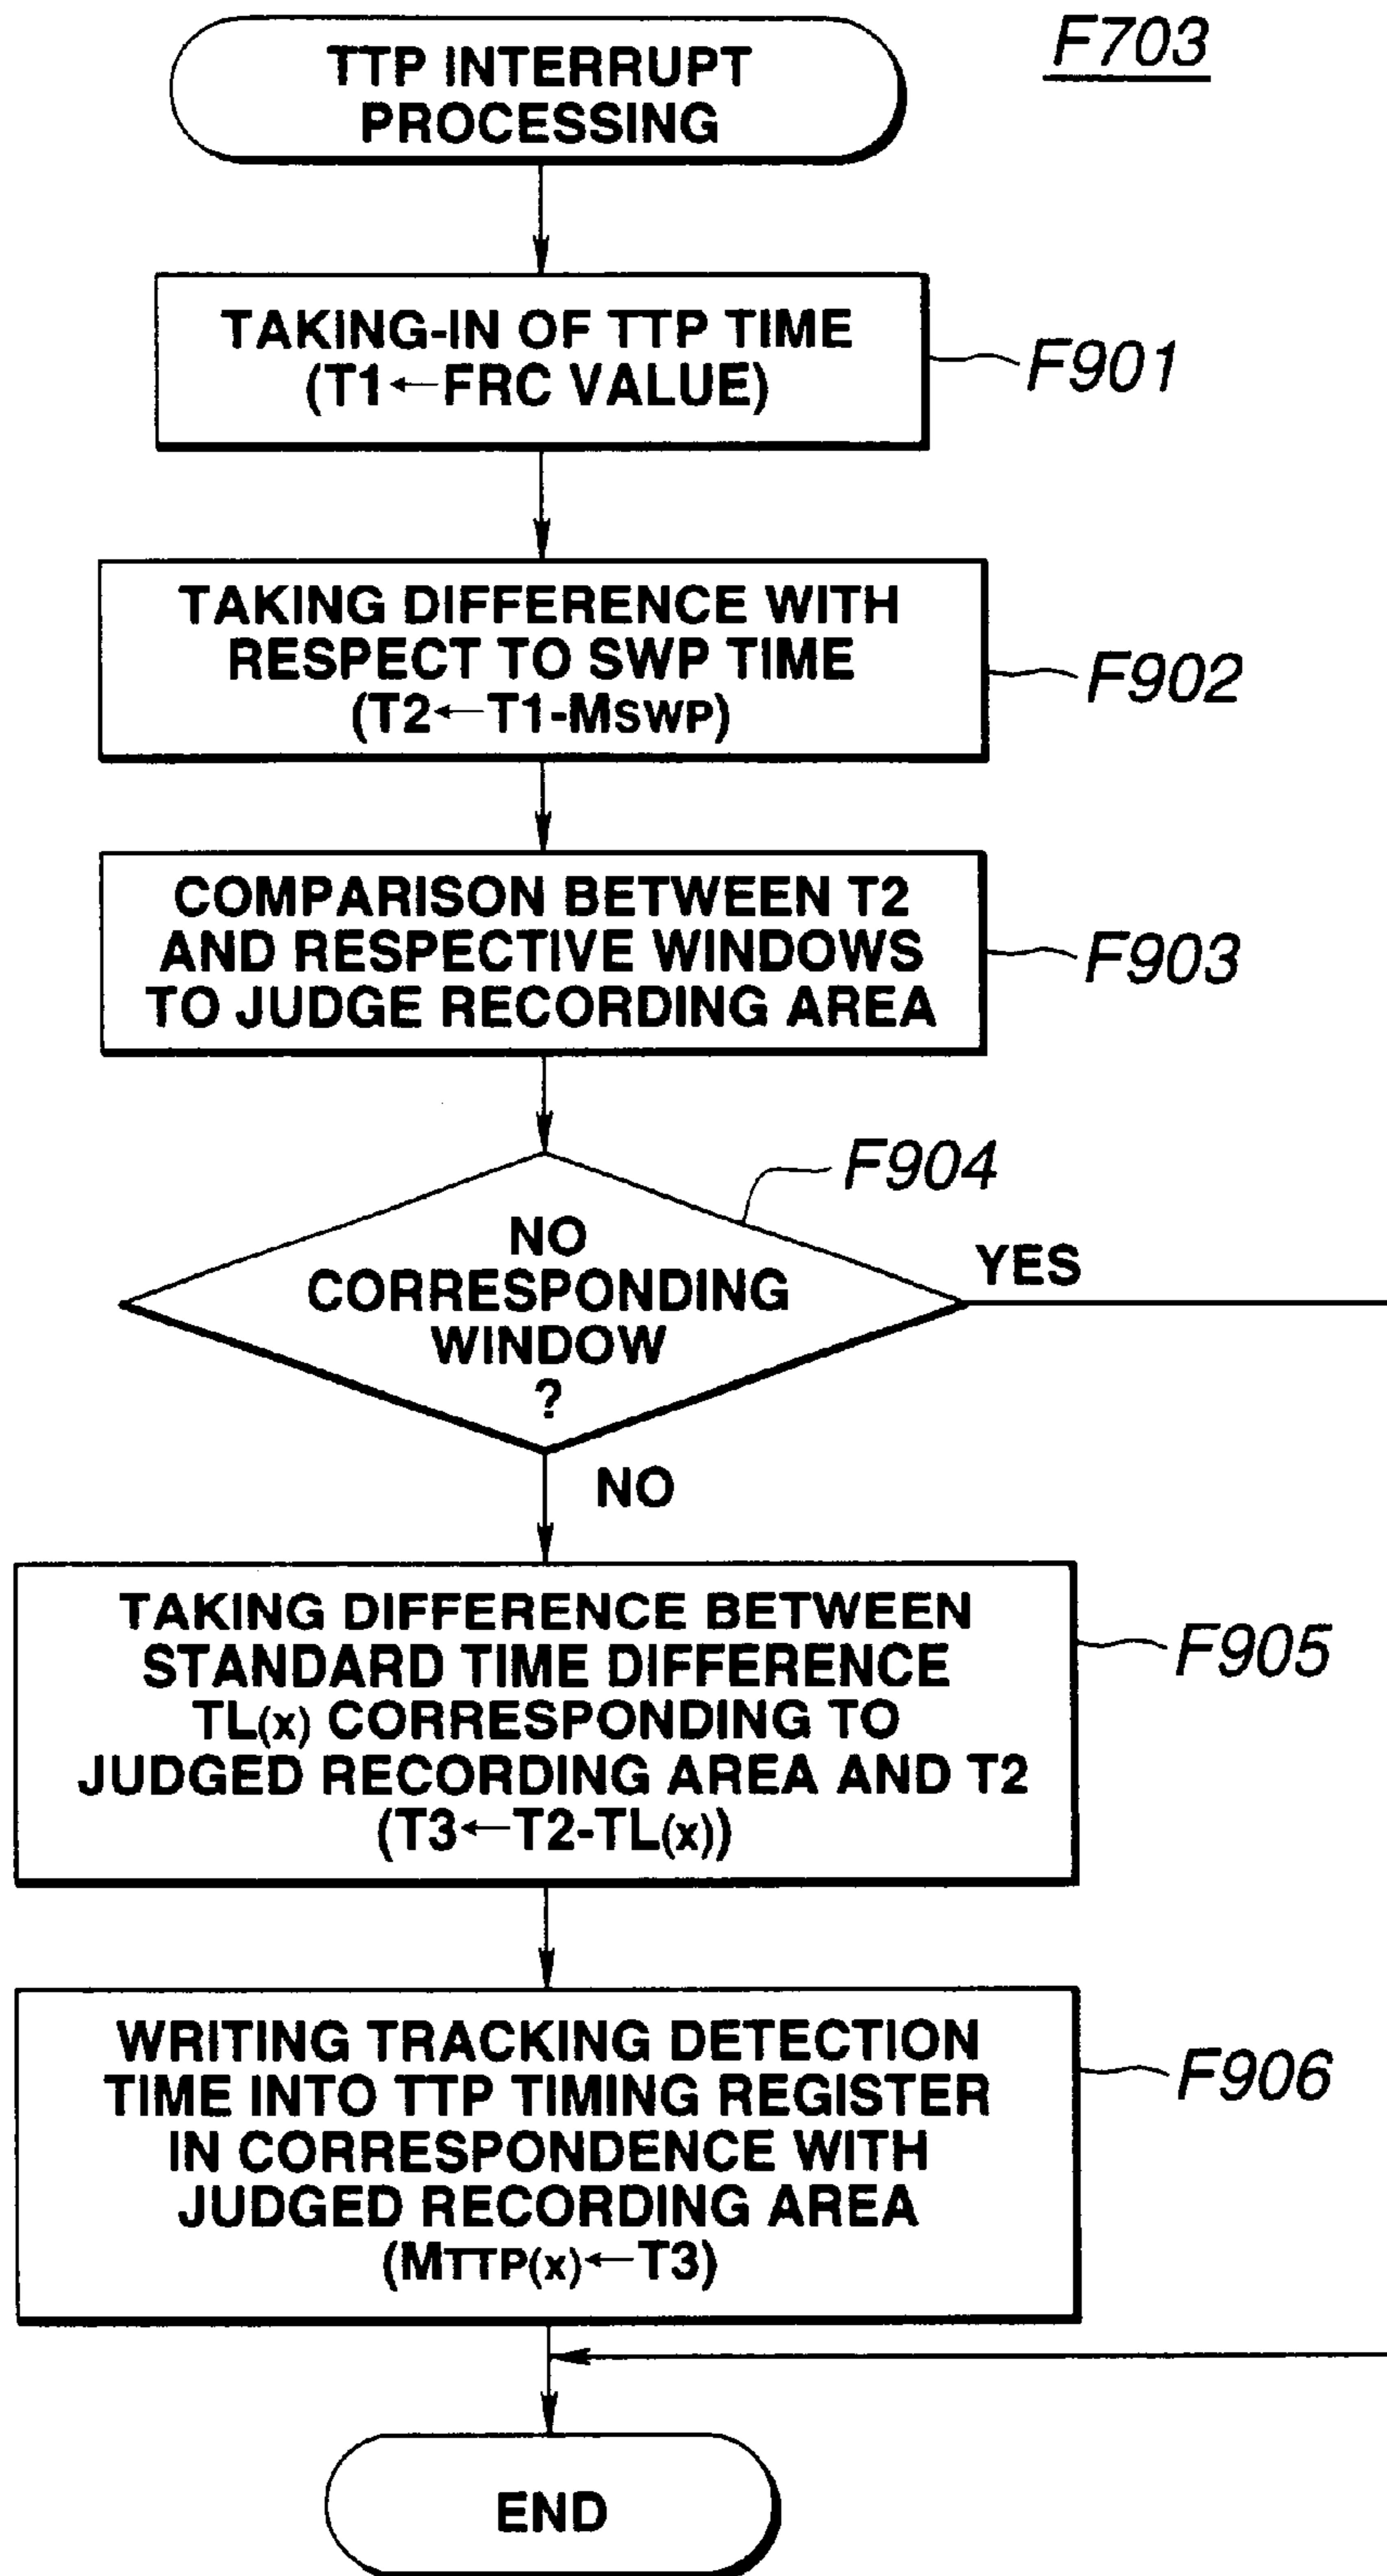 F703
TTP INTERRUPT
PROCESSING
TAKING-IN OF TTP TIME
(T1←FRC VALUE)
F901
TAKING DIFFERENCE WITH
RESPECT TO SWP TIME
(T2←T1-MSWP)
F902
COMPARISON BETWEEN T2
AND RESPECTIVE WINDOWS
TO JUDGE RECORDING AREA
F903
F904
NO
CORRESPONDING
WINDOW
?
YES
NO
TAKING DIFFERENCE BETWEEN
STANDARD TIME DIFFERENCE
TL(x) CORRESPONDING TO
JUDGED RECORDING AREA AND T2
(T3←T2-TL(x))
F905
WRITING TRACKING DETECTION
TIME INTO TTP TIMING REGISTER
IN CORRESPONDENCE WITH
JUDGED RECORDING AREA
(MTTP(x)←T3)
F906
END